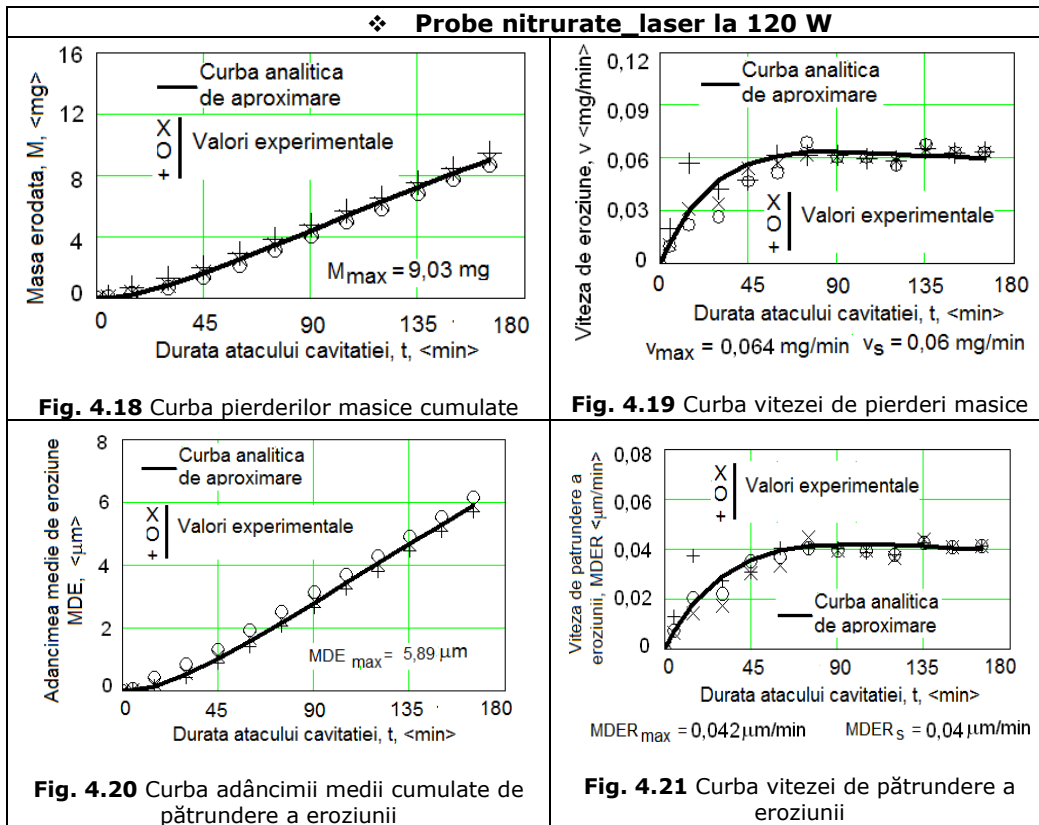 ❖ Probe nitrurate_laser la 120 W
16
12
8
4
0
Masa erodata, M, <mg>
Curba analitica
de aproximare
X
O
+
Valori experimentale
M max = 9,03 mg
0 45 90 135 180
Durata atacului cavitatiei, t, <min>
Fig. 4.18 Curba pierderilor masice cumulate
0,12
0,09
0,06
0,03
0
Viteza de eroziune, v <mg/min>
Curba analitica
de aproximare
X
O
+
Valori experimentale
0 45 90 135 180
Durata atacului cavitatiei, t, <min>
v max = 0,064 mg/min v s = 0,06 mg/min
Fig. 4.19 Curba vitezei de pierderi masice
8
6
4
2
0
Adancimea medie de eroziune
MDE, <μm>
Curba analitica
de aproximare
X
O
+
Valori experimentale
MDE max = 5,89 μm
0 45 90 135 180
Durata atacului cavitatiei, t, <min>
Fig. 4.20 Curba adâncimii medii cumulate de
pătrundere a eroziunii
0,08
0,06
0,04
0,02
0
Viteza de patrundere a
eroziunii, MDER <μm/min>
X
O
+
Valori experimentale
Curba analitica
de aproximare
0 45 90 135 180
Durata atacului cavitatiei, t, <min>
MDER max = 0,042 μm/min MDER s = 0,04 μm/min
Fig. 4.21 Curba vitezei de pătrundere a
eroziunii